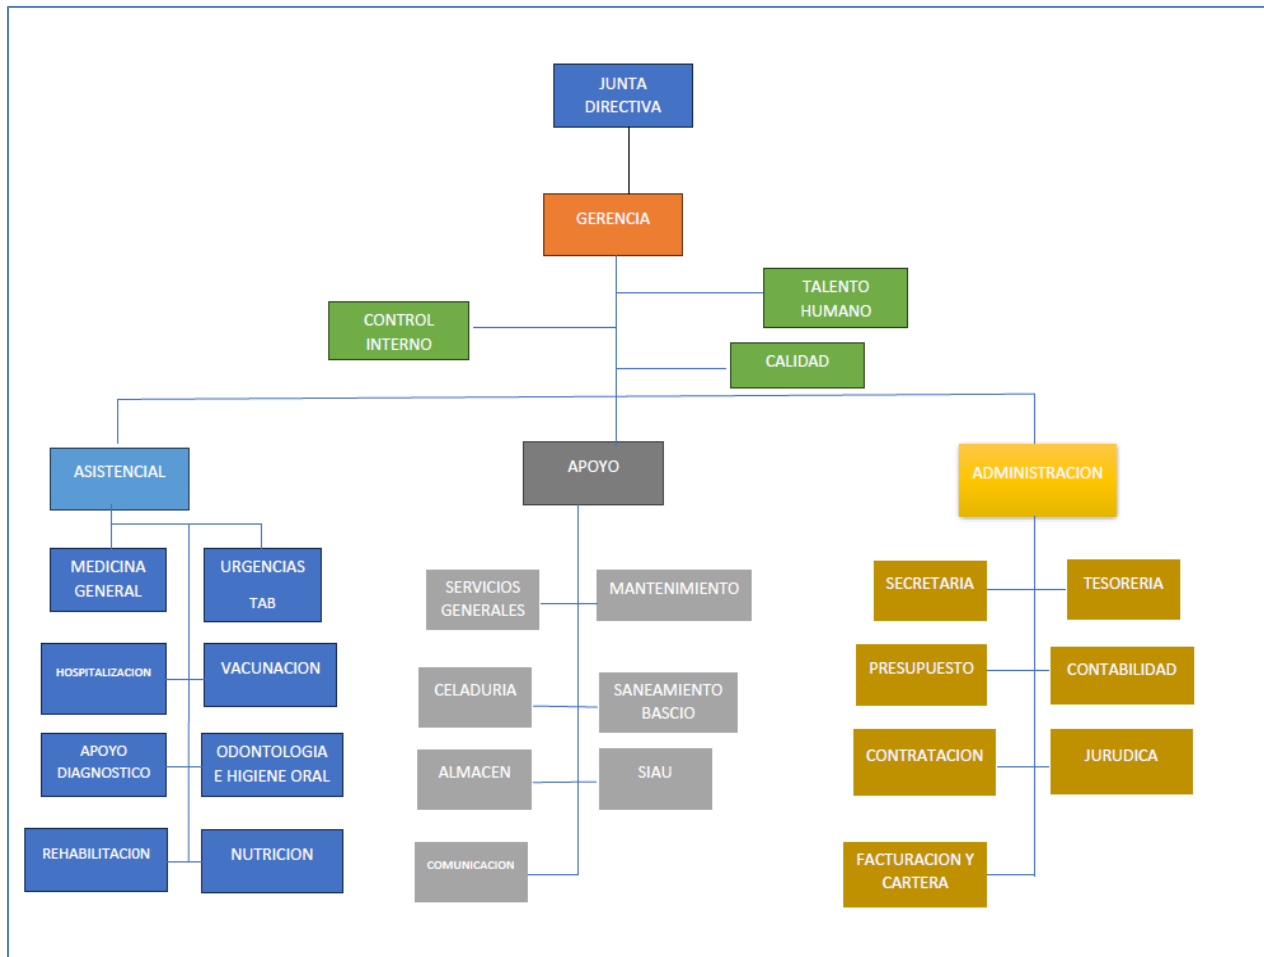 JUNTA
DIRECTIVA
GERENCIA
TALENTO
HUMANO
CONTROL
INTERNO
CALIDAD
ASISTENCIAL
APOYO
ADMINISTRACION
MEDICINA
GENERAL
URGENCIAS
TAB
HOSPITALIZACION
VACUNACION
APOYO
DIAGNOSTICO
ODONTOLOGIA
E HIGIENE ORAL
REHABILITACION
NUTRICION
SERVICIOS
GENERALES
MANTENIMIENTO
CELADURIA
SANEAMIENTO
BASCIO
ALMACEN
SIAU
COMUNICACION
SECRETARIA
TESORERIA
PRESUPUESTO
CONTABILIDAD
CONTRATACION
JURUDICA
FACTURACION Y
CARTERA